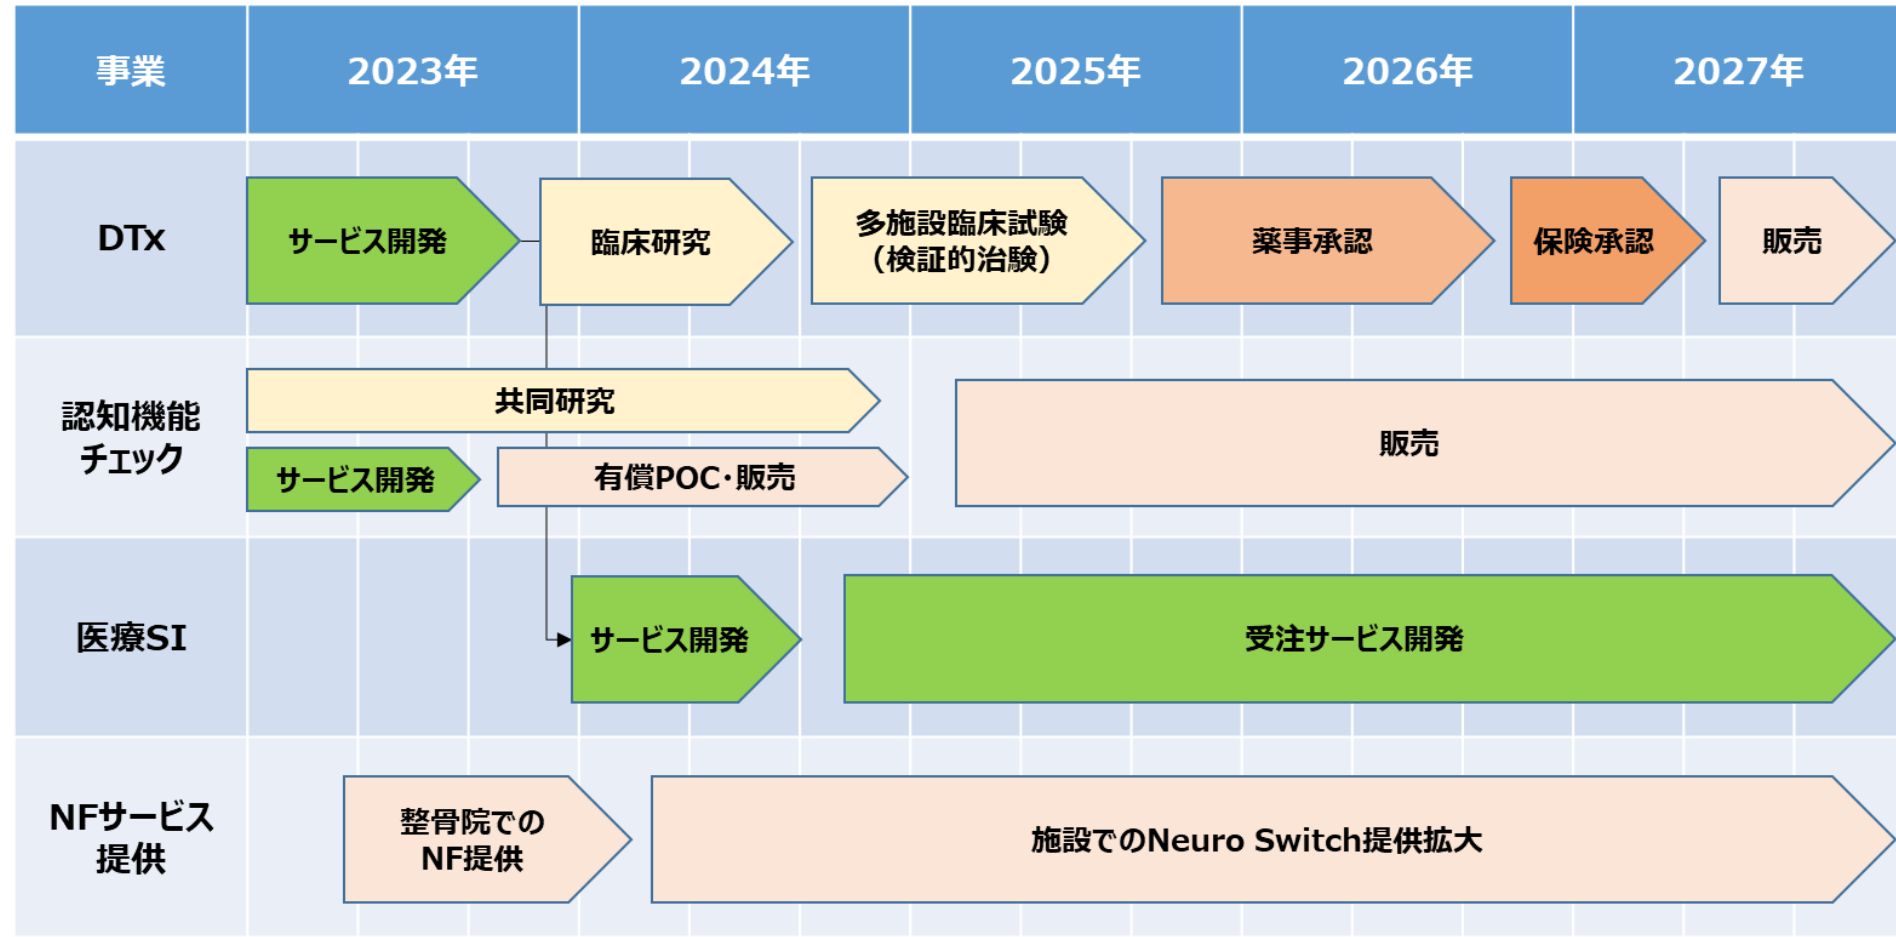 事業
2023年
2024年
2025年
2026年
2027年
DTx
サービス開発
臨床研究
多施設臨床試験
（検証的治験）
薬事承認
保険承認
販売
認知機能
チェック
共同研究
サービス開発
有償POC・販売
販売
医療SI
サービス開発
受注サービス開発
NFサービス
提供
整骨院での
NF提供
施設でのNeuro Switch提供拡大